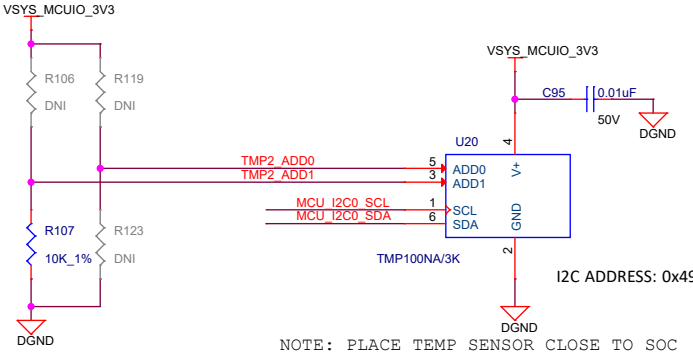 VSYS_MCUIO_3V3
VSYS_MCUIO_3V3
R106
DNI
R119
DNI
C95
0.01uF
50V
DGND
U20
4
TMP2_ADD0
5
ADD0
V+
TMP2_ADD1
3
ADD1
MCU_I2C0_SCL
1
SCL
MCU_I2C0_SDA
6
SDA
GND
R107
10K_1%
R123
DNI
TMP100NA/3K
2
I2C ADDRESS: 0x49
DGND
DGND
NOTE: PLACE TEMP SENSOR CLOSE TO SOC